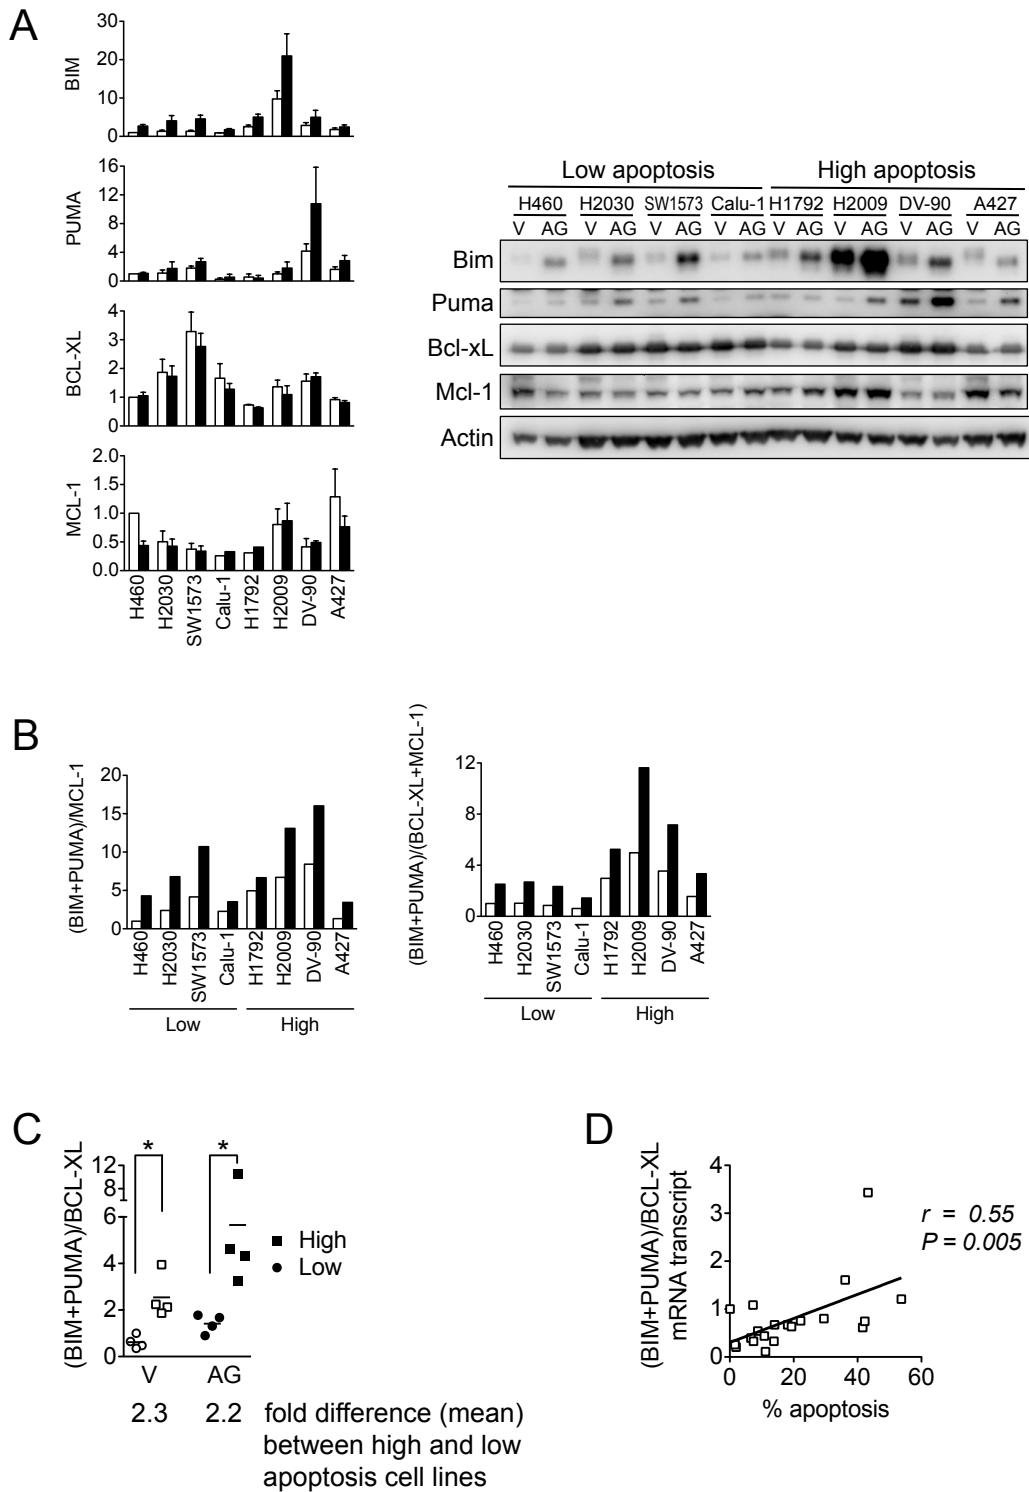 A
BIM
30
20
10
0
PUMA
16
12
8
4
0
BCL-XL
4
3
2
1
0
MCL-1
2.0
1.5
1.0
0.5
0.0
H460
H2030
SW1573
Calu-1
H1792
H2009
DV-90
A427
Low apoptosis High apoptosis
H460 H2030 SW1573 Calu-1 H1792 H2009 DV-90 A427
V AG V AG V AG V AG V AG V AG V AG V AG
Bim
Puma
Bcl-xL
Mcl-1
Actin
B
(BIM+PUMA)/MCL-1
20
15
10
5
0
H460
H2030
SW1573
Calu-1
H1792
H2009
DV-90
A427
Low High
(BIM+PUMA)/(BCL-XL+MCL-1)
12
8
4
0
H460
H2030
SW1573
Calu-1
H1792
H2009
DV-90
A427
Low High
C
(BIM+PUMA)/BCL-XL
12
8
6
4
2
0
* *
High
Low
V AG
2.3 2.2 fold difference (mean)
between high and low
apoptosis cell lines
D
(BIM+PUMA)/BCL-XL
mRNA transcript
4
3
2
1
0
r = 0.55
P = 0.005
0 20 40 60
% apoptosis